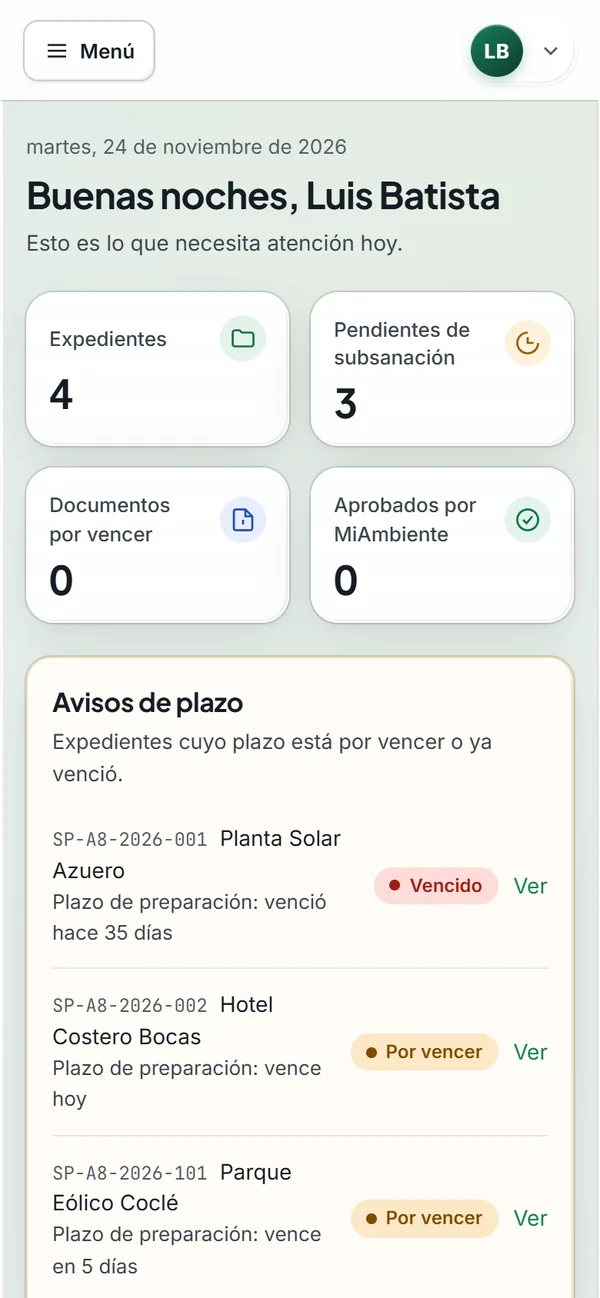 Menú
LB
martes, 24 de noviembre de 2026
Buenas noches, Luis Batista
Esto es lo que necesita atención hoy.
Expedientes
4
Pendientes de
subsanación
3
Documentos
por vencer
0
Aprobados por
MiAmbiente
0
Avisos de plazo
Expedientes cuyo plazo está por vencer o ya
venció.
SP-A8-2026-001 Planta Solar
Azuero
Plazo de preparación: venció
hace 35 días
Vencido
Ver
SP-A8-2026-002 Hotel
Costero Bocas
Plazo de preparación: vence
hoy
Por vencer
Ver
SP-A8-2026-101 Parque
Eólico Coclé
Plazo de preparación: vence
en 5 días
Por vencer
Ver